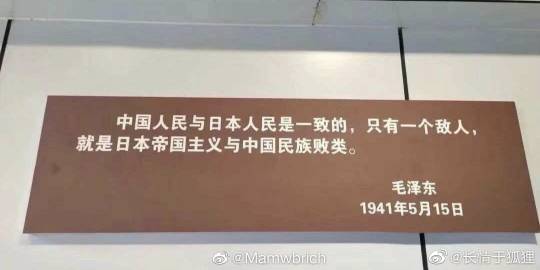 中国人民与日本人民是一致的，只有一个敌人，
就是日本帝国主义与中国民族败类。
毛泽东
1941年5月15日
@Mamwbrich
@长情于狐狸